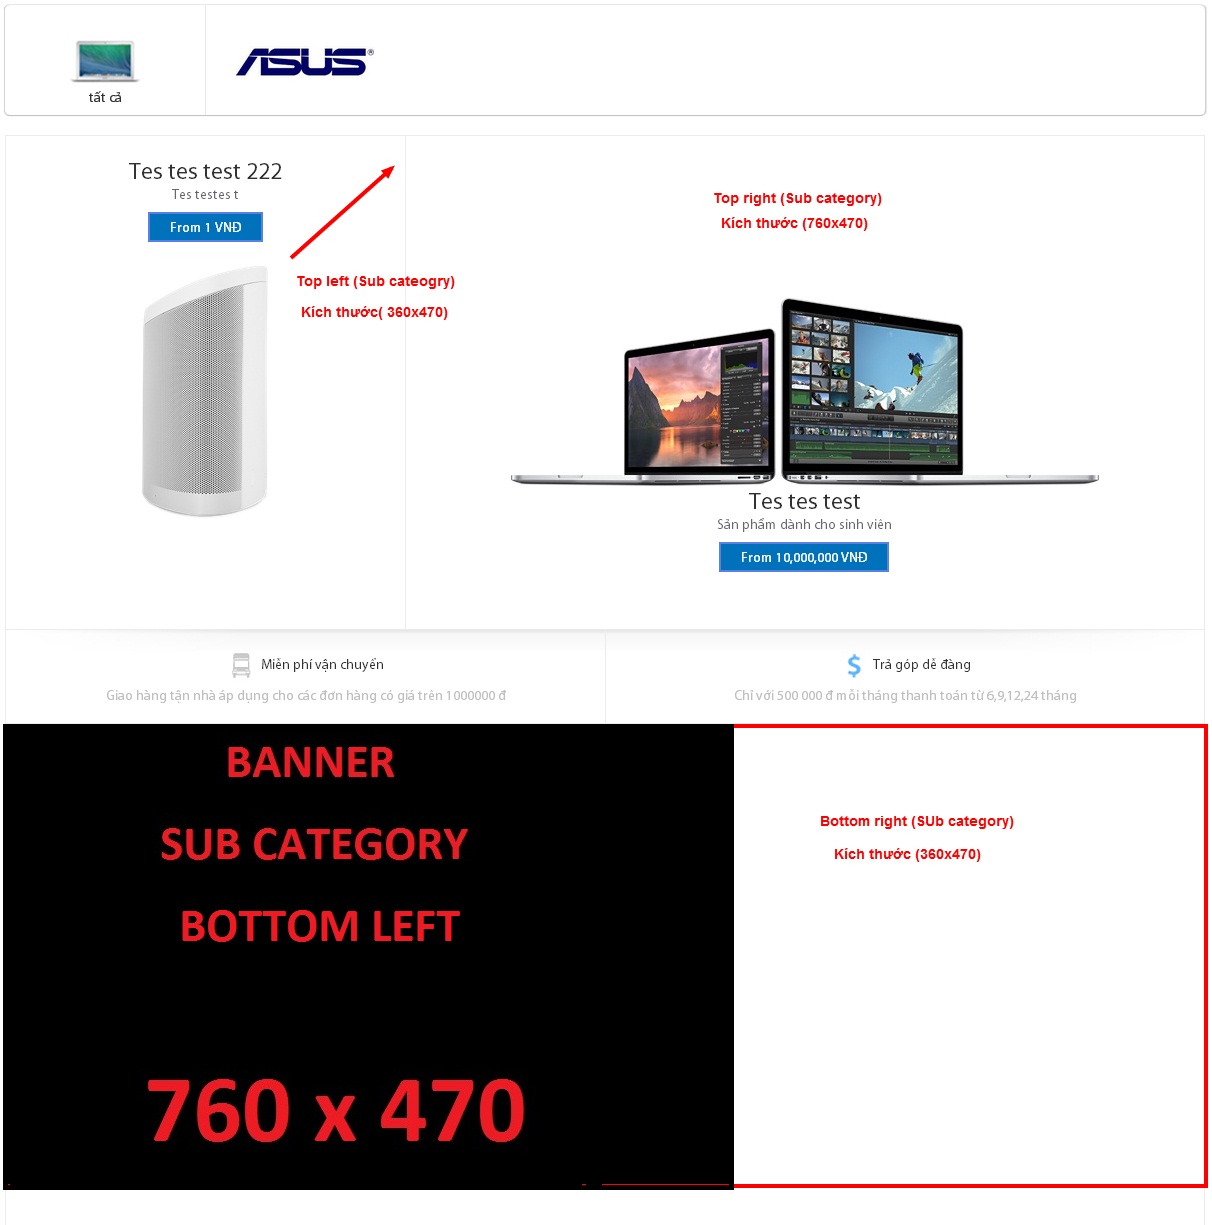 tất cả
ASUS®
Tes tes test 222
Tes testes t
From 1 VNĐ
Top left (Sub cateogry)
Kích thước( 360x470)
Top right (Sub category)
Kích thước (760x470)
Tes tes test
Sản phẩm dành cho sinh viên
From 10,000,000 VNĐ
Miễn phí vận chuyển
Giao hàng tận nhà áp dụng cho các đơn hàng có giá trên 1000000 đ
Trả góp dễ đàng
Chỉ với 500 000 đ mỗi tháng thanh toán từ 6,9,12,24 tháng
BANNER
SUB CATEGORY
BOTTOM LEFT
760 x 470
Bottom right (SUb category)
Kích thước (360x470)